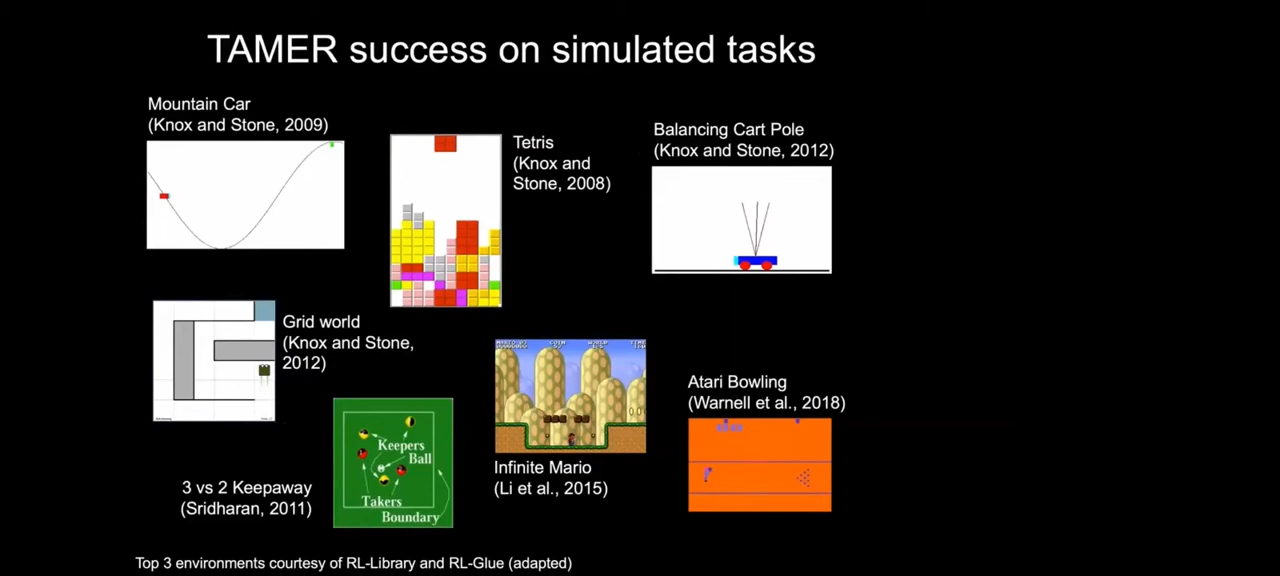 TAMER success on simulated tasks
Mountain Car
(Knox and Stone, 2009)
Tetris
(Knox and
Stone, 2008)
Balancing Cart Pole
(Knox and Stone, 2012)
Grid world
(Knox and Stone,
2012)
Keepers
Ball
Takers
Boundary
3 vs 2 Keepaway
(Sridharan, 2011)
Infinite Mario
(Li et al., 2015)
Atari Bowling
(Warnell et al., 2018)
Top 3 environments courtesy of RL-Library and RL-Glue (adapted)